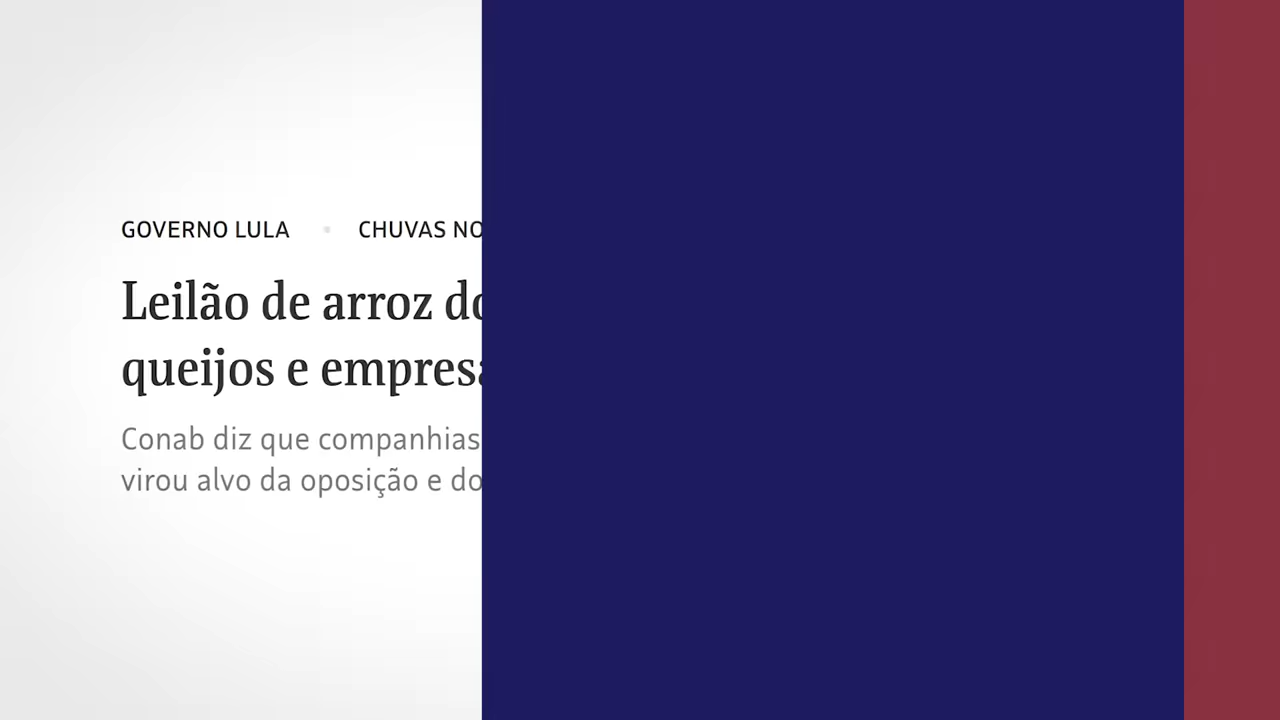 GOVERNO LULA • CHUVAS NO
Leilão de arroz do
queijos e empresa
Conab diz que companhias
virou alvo da oposição e do